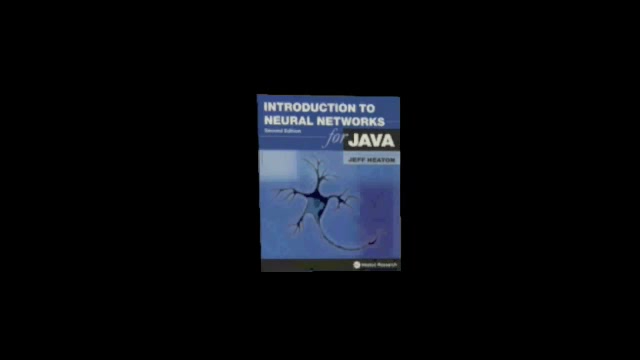 INTRODUCTION TO
NEURAL NETWORKS
Second Edition
for JAVA
JEFF HEATON
Heaton Research